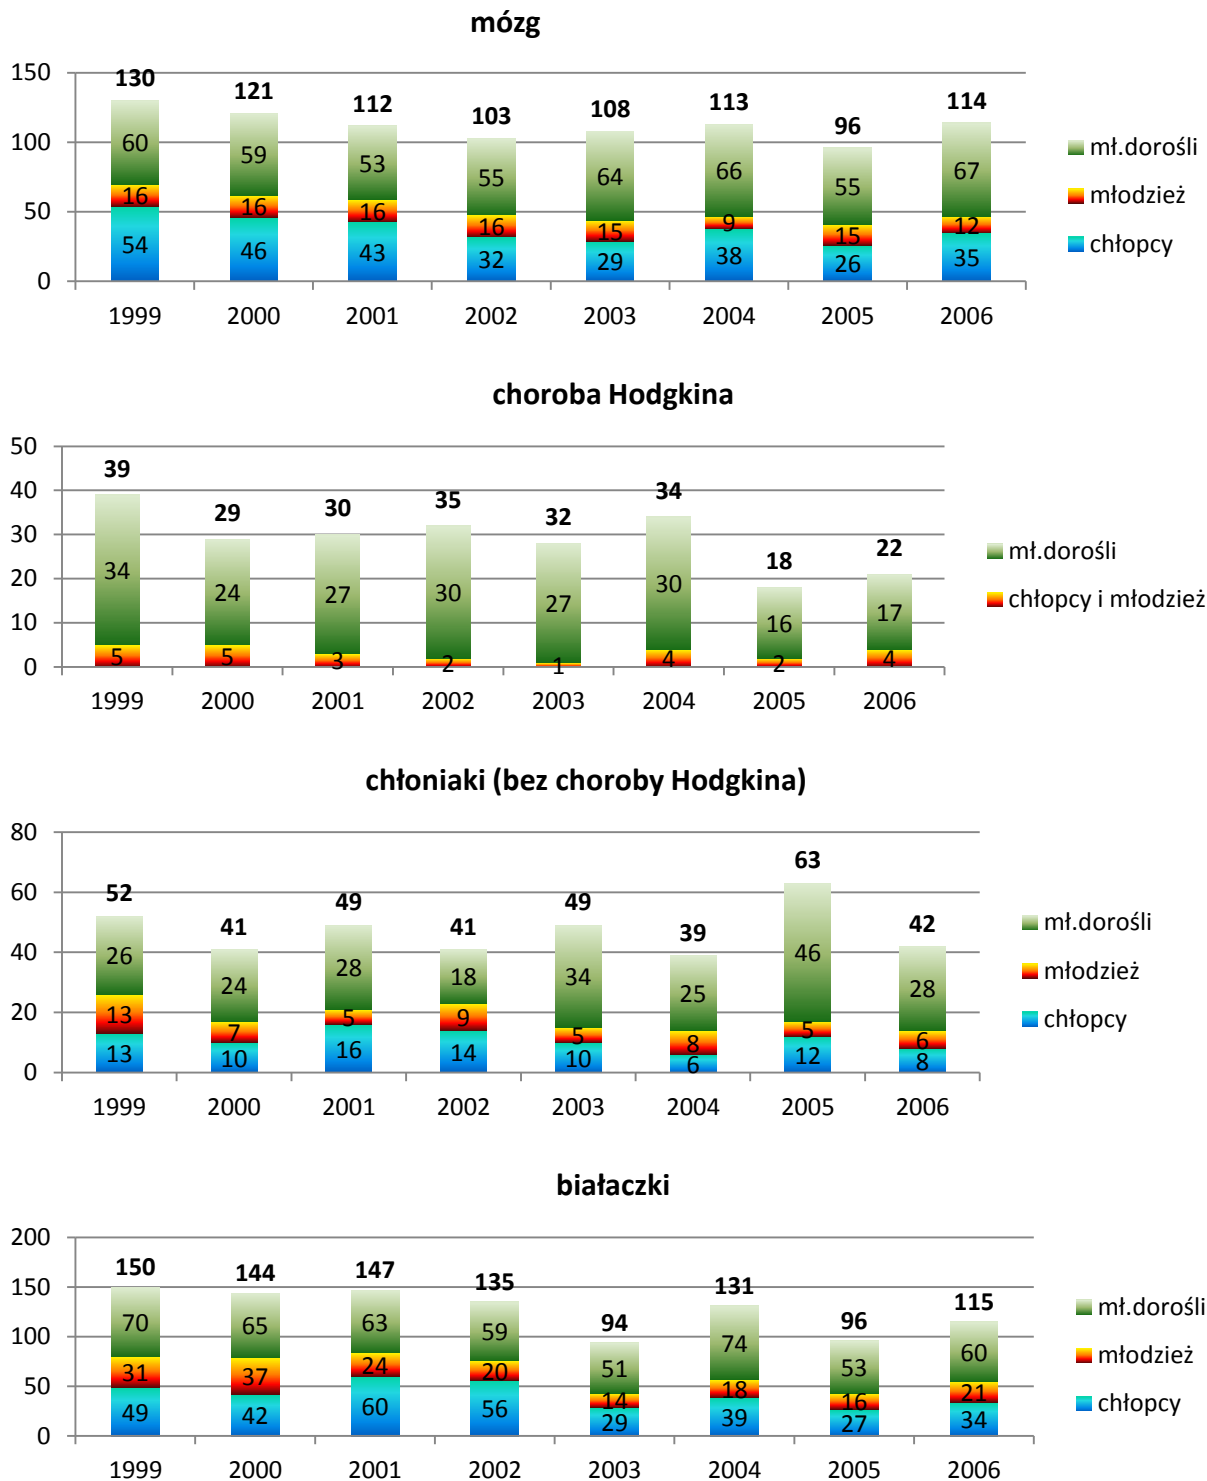 mózg
150
100
50
0
130 121 112 103 108 113 96 114
60 59 53 55 64 66 55 67
16 16 16 16 15 9 15 12
54 46 43 32 29 38 26 35
1999 2000 2001 2002 2003 2004 2005 2006
mł.dorośli
młodzież
chłopcy
choroba Hodgkina
50
40
30
20
10
0
39 29 30 35 32 34 18 22
34 24 27 30 27 30 16 17
5 5 3 2 1 4 2 4
1999 2000 2001 2002 2003 2004 2005 2006
mł.dorośli
chłopcy i młodzież
chłoniaki (bez choroby Hodgkina)
80
60
40
20
0
52 41 49 41 49 39 63 42
26 24 28 18 34 25 46 28
13 7 5 9 5 8 5 6
13 10 16 14 10 6 12 8
1999 2000 2001 2002 2003 2004 2005 2006
mł.dorośli
młodzież
chłopcy
białaczki
200
150
100
50
0
150 144 147 135 94 131 96 115
70 65 63 59 51 74 53 60
31 37 24 20 14 18 16 21
49 42 60 56 29 39 27 34
1999 2000 2001 2002 2003 2004 2005 2006
mł.dorośli
młodzież
chłopcy